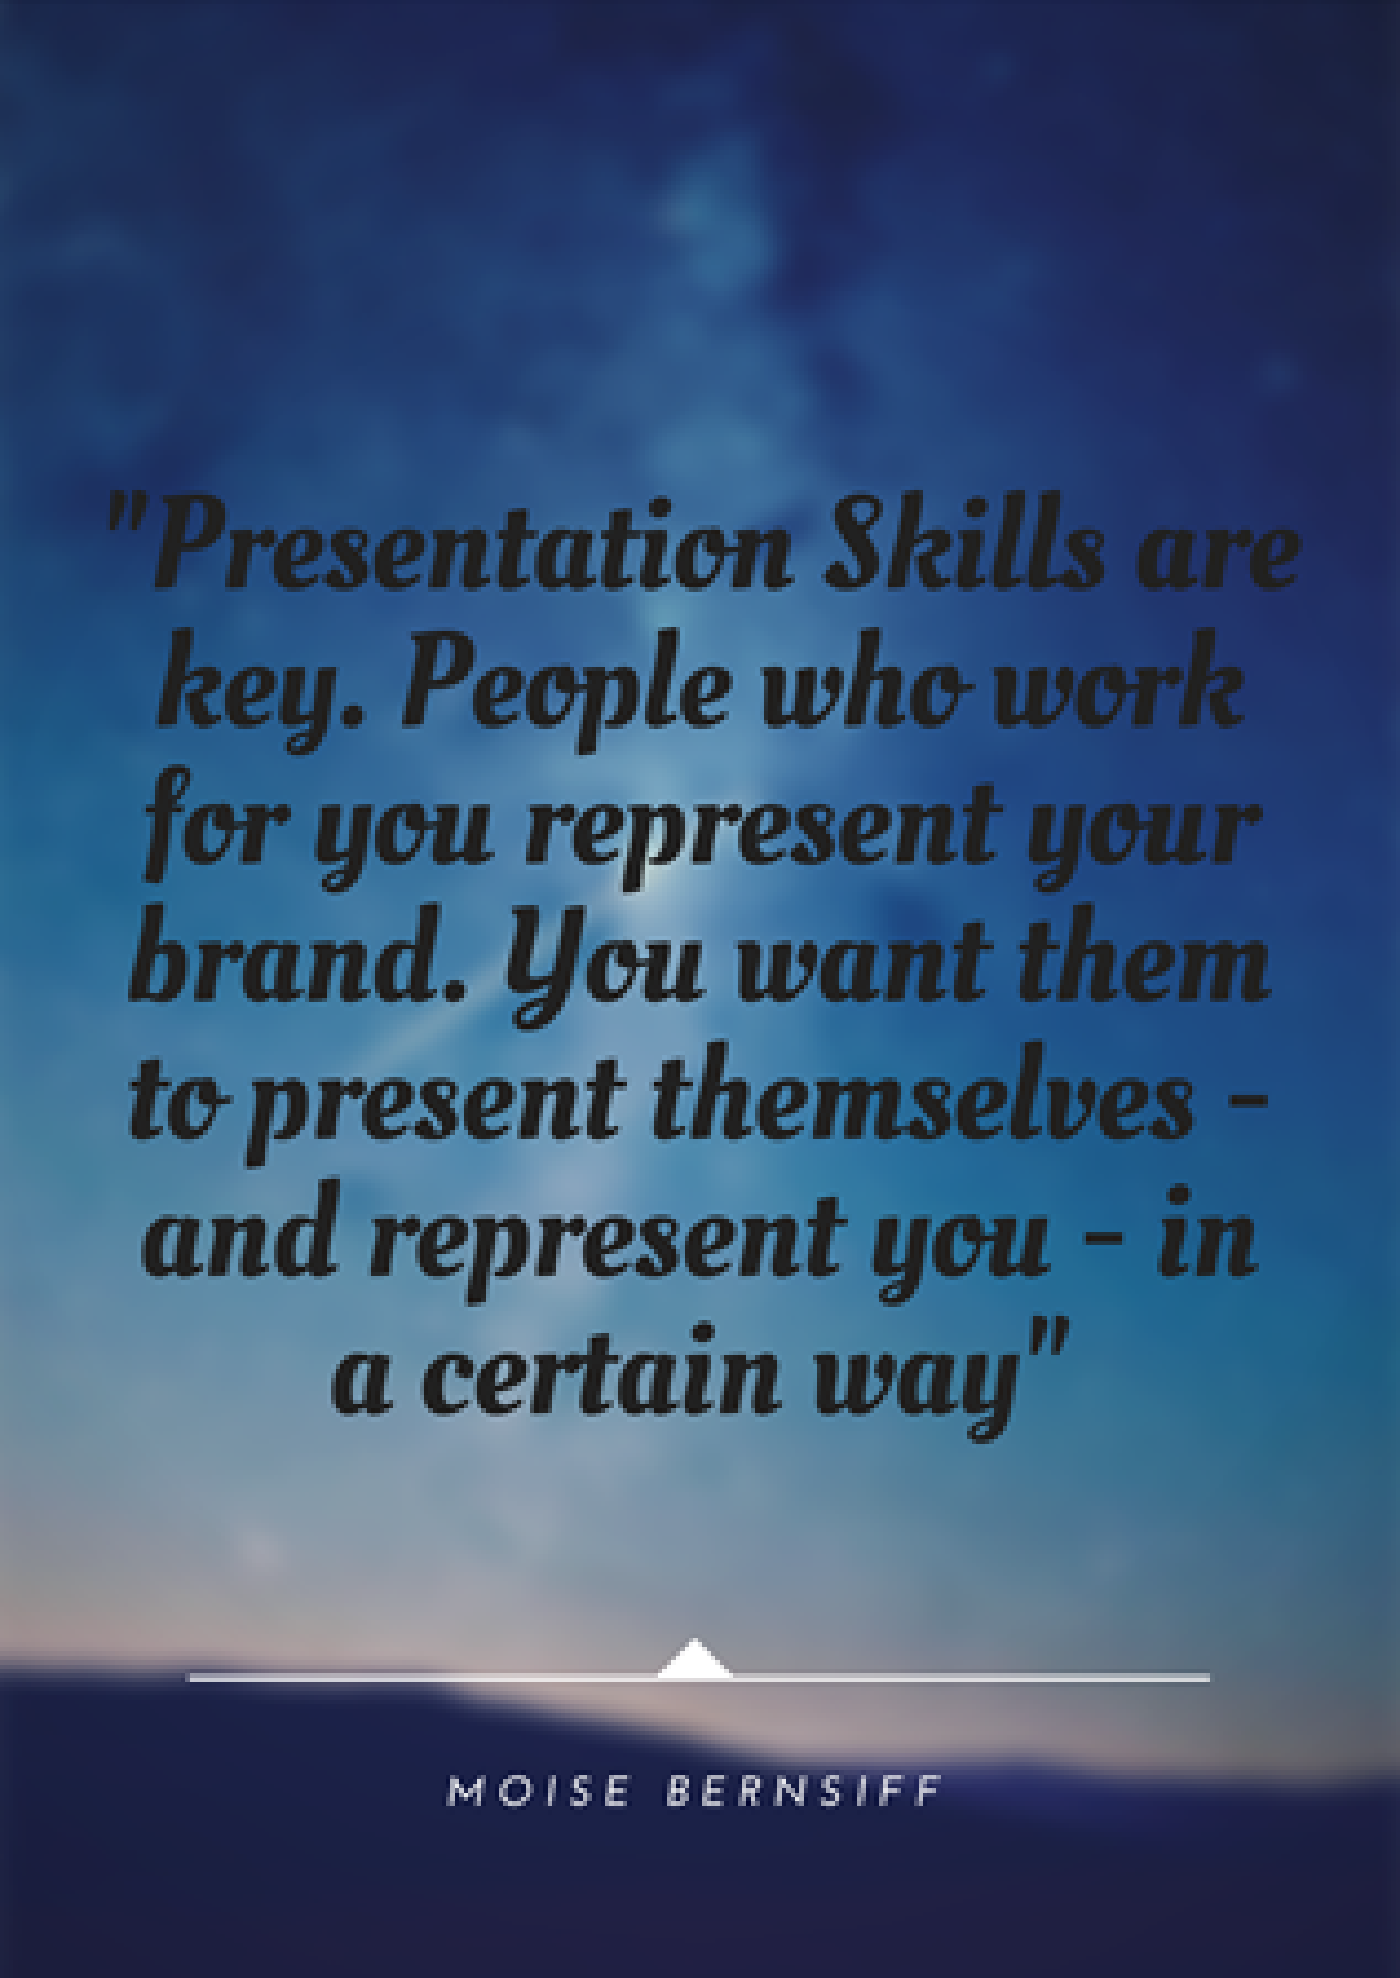 "Presentation Skills are
key. People who work
for you represent your
brand. You want them
to present themselves -
and represent you - in
a certain way"
MOISE BERNSIFF